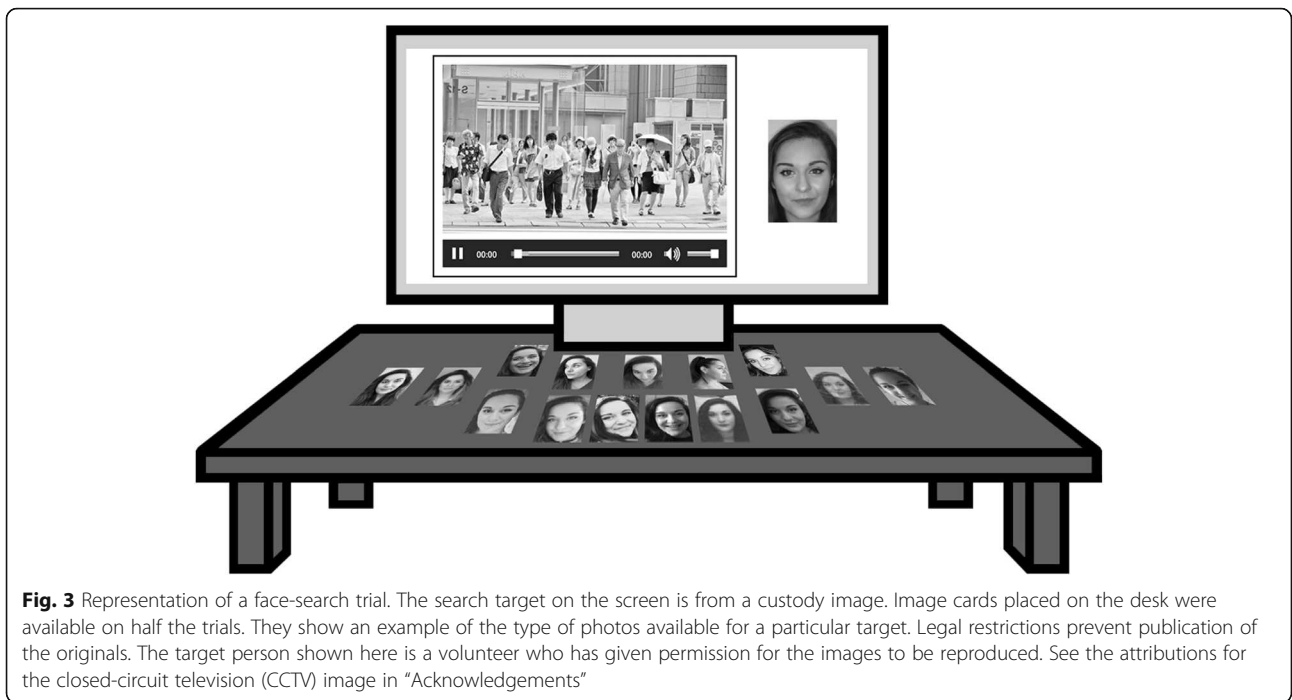 S-12
00:00 00:00
Fig. 3 Representation of a face-search trial. The search target on the screen is from a custody image. Image cards placed on the desk were
available on half the trials. They show an example of the type of photos available for a particular target. Legal restrictions prevent publication of
the originals. The target person shown here is a volunteer who has given permission for the images to be reproduced. See the attributions for
the closed-circuit television (CCTV) image in “Acknowledgements”